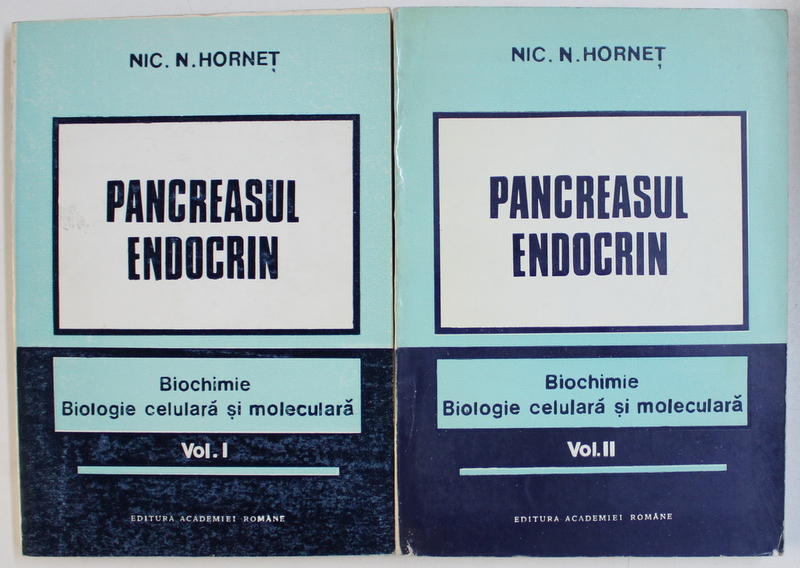 NIC. N. HORNEȚ
PANCREASUL
ENDOCRIN
Biochimie
Biologie celulară și moleculară
Vol. I
EDITURA ACADEMIEI ROMÂNE
NIC. N. HORNEȚ
PANCREASUL
ENDOCRIN
Biochimie
Biologie celulară și moleculară
Vol. II
EDITURA ACADEMIEI ROMÂNE